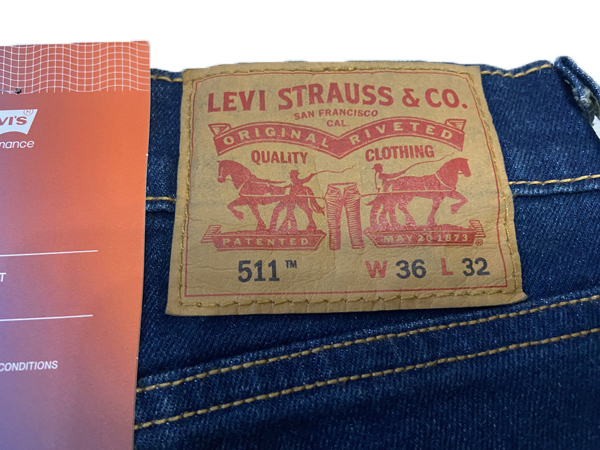 LEVI STRAUSS & CO.
SAN FRANCISCO
CAL.
ORIGINAL RIVETED
QUALITY CLOTHING
PATENTED MAY 20 1873
511™ W 36 L 32
VI'S
mance
T
CONDITIONS